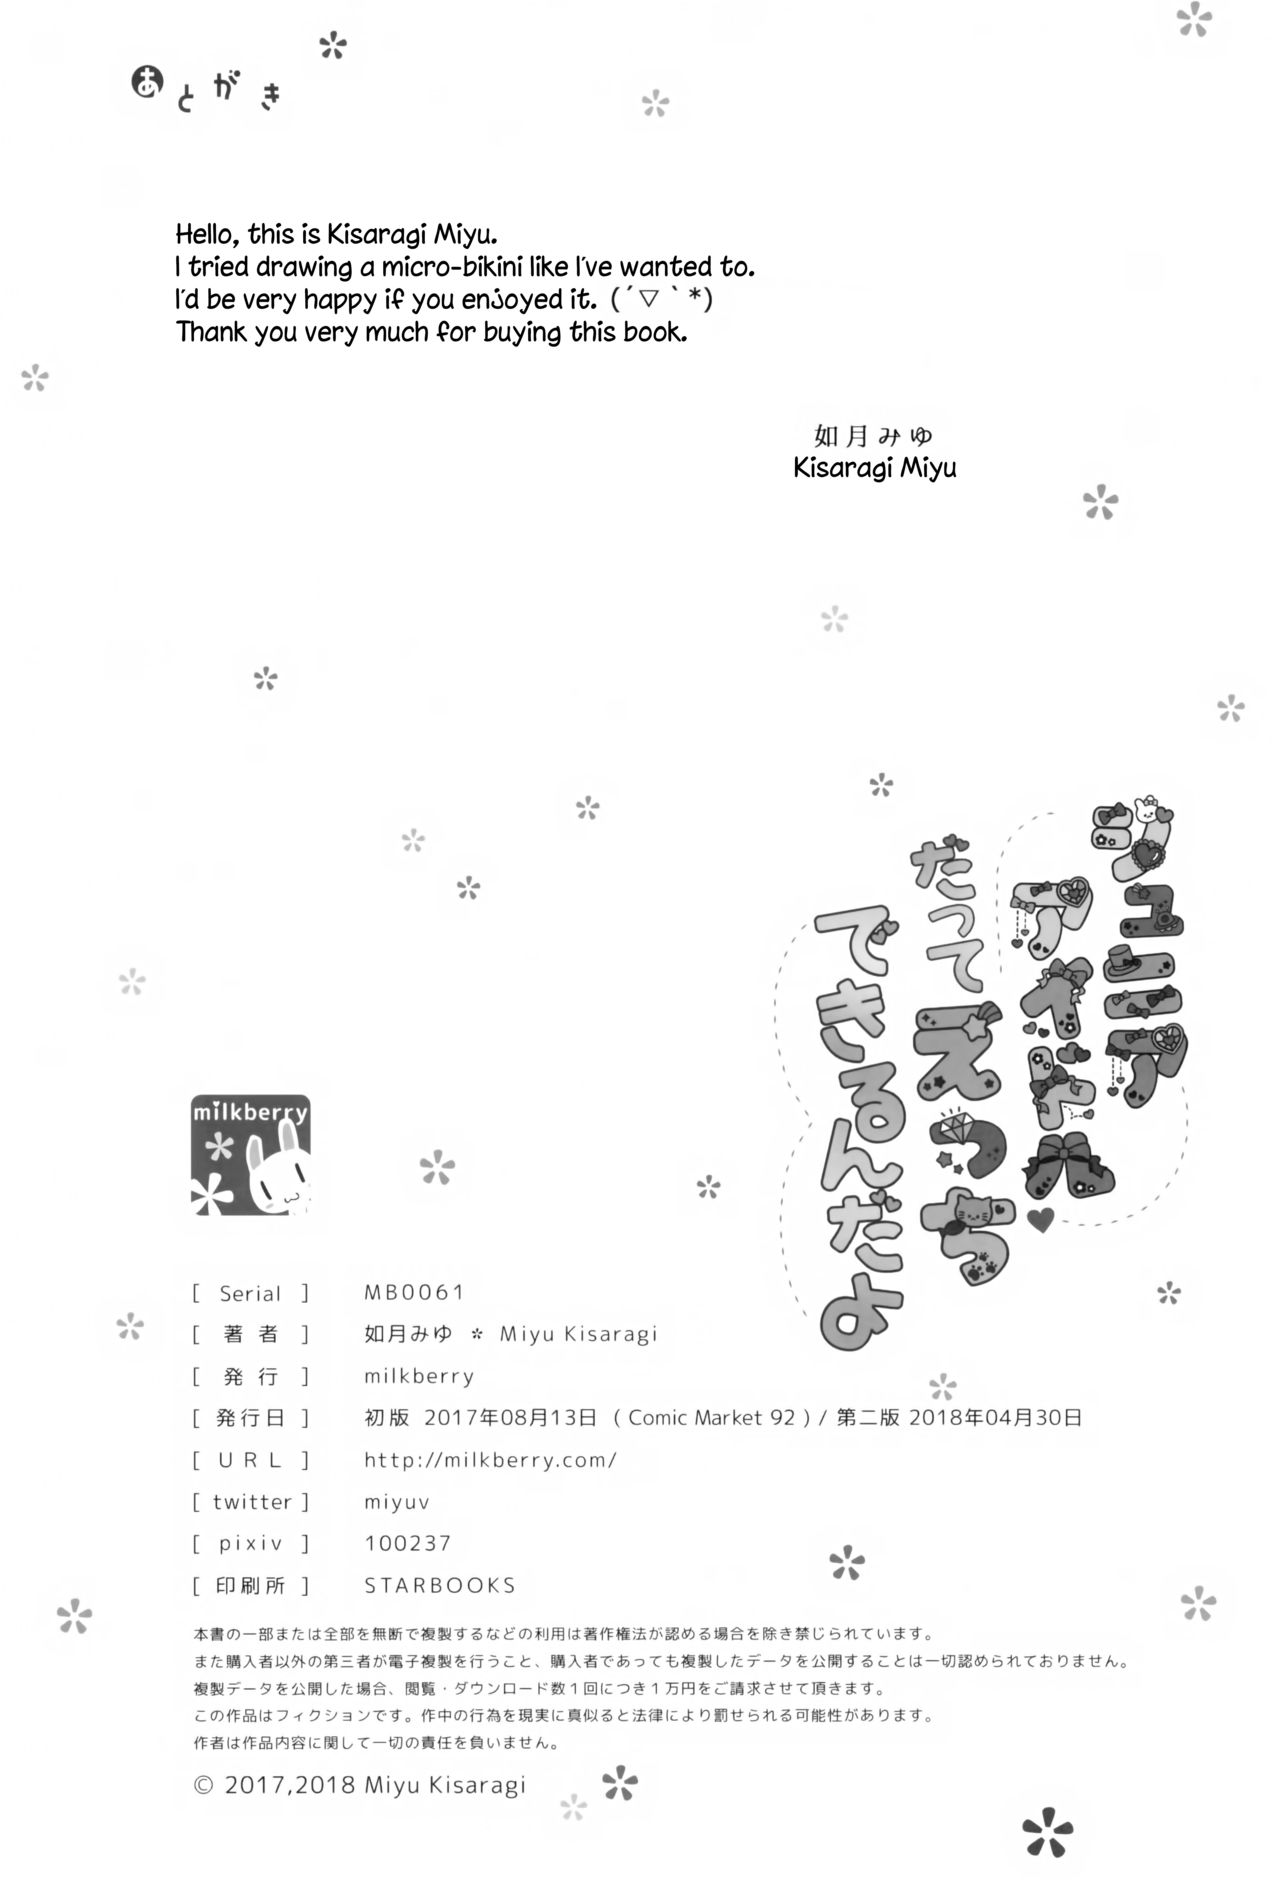 あとがき
Hello, this is Kisaragi Miyu.
I tried drawing a micro-bikini like I've wanted to.
I'd be very happy if you enjoyed it. (´▽｀*)
Thank you very much for buying this book.
如月みゆ
Kisaragi Miyu
ジュニア
アイドル
だってえっち
できるんだよ
milkberry
[ Serial ] MB0061
[ 著者 ] 如月みゆ ＊ Miyu Kisaragi
[ 発行 ] milkberry
[ 発行日 ] 初版 2017年08月13日 ( Comic Market 92 ) / 第二版 2018年04月30日
[ URL ] http://milkberry.com/
[ twitter ] miyuv
[ pixiv ] 100237
[ 印刷所 ] STARBOOKS
本書の一部または全部を無断で複製するなどの利用は著作権法が認める場合を除き禁じられています。
また購入者以外の第三者が電子複製を行うこと、購入者であっても複製したデータを公開することは一切認められておりません。
複製データを公開した場合、閲覧・ダウンロード数１回につき１万円をご請求させて頂きます。
この作品はフィクションです。作中の行為を現実に真似ると法律により罰せられる可能性があります。
作者は作品内容に関して一切の責任を負いません。
© 2017,2018 Miyu Kisaragi